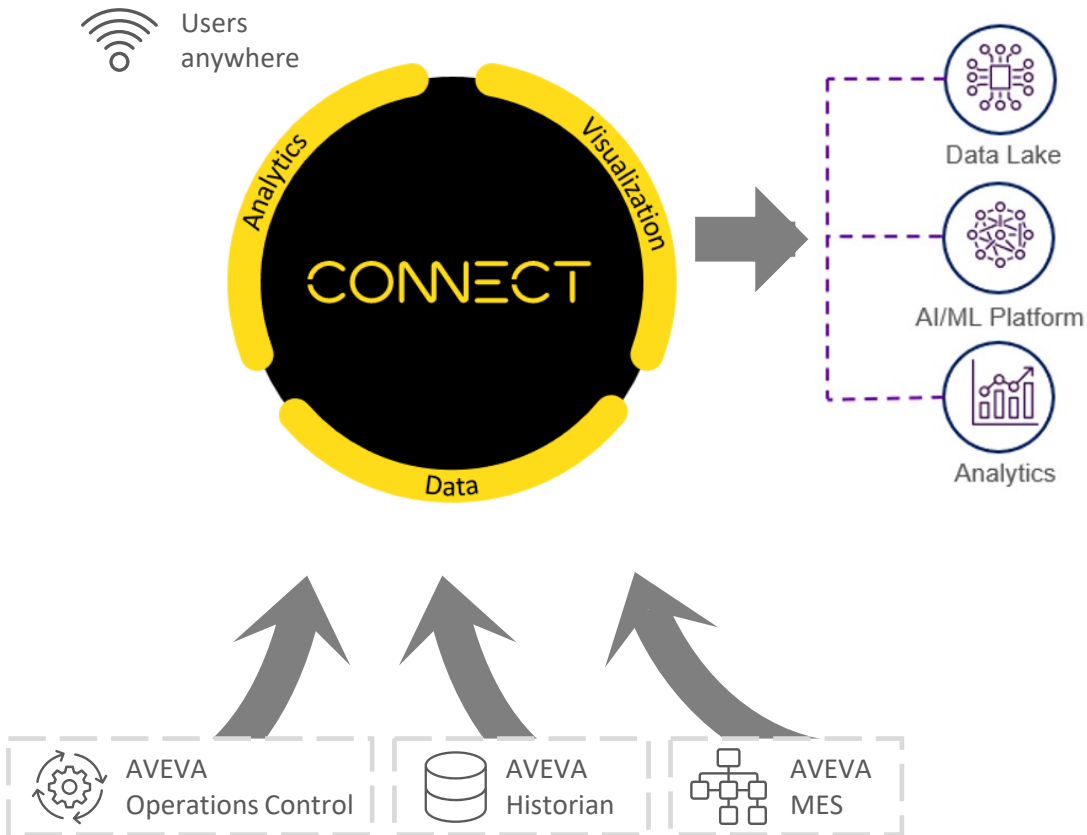 Users
anywhere
Analytics
Visualization
CONNECT
Data
Data Lake
AI/ML Platform
Analytics
AVEVA
Operations Control
AVEVA
Historian
AVEVA
MES